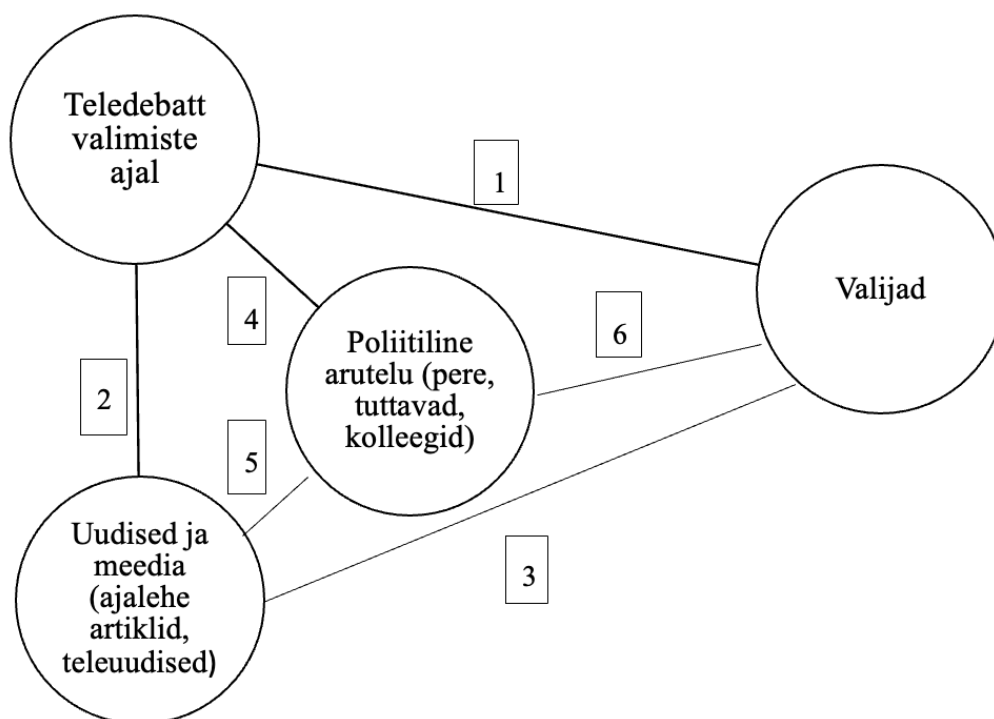 Teledebatt
valimiste
ajal
1
Valijad
4
6
Poliitiline
arutelu (pere,
tuttavad,
kolleegid)
2
5
Uudised ja
meedia
(ajalehe
artiklid,
teleuudised)
3